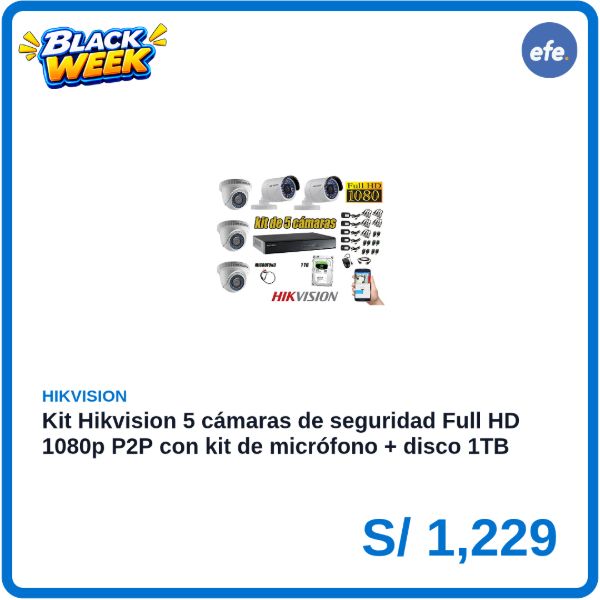 BLACK
WEEK
efe.
Full HD
1080
Kit de 5 cámaras
MICROFONO
1 TB
HIKVISION
HIKVISION
Kit Hikvision 5 cámaras de seguridad Full HD
1080p P2P con kit de micrófono + disco 1TB
S/ 1,229